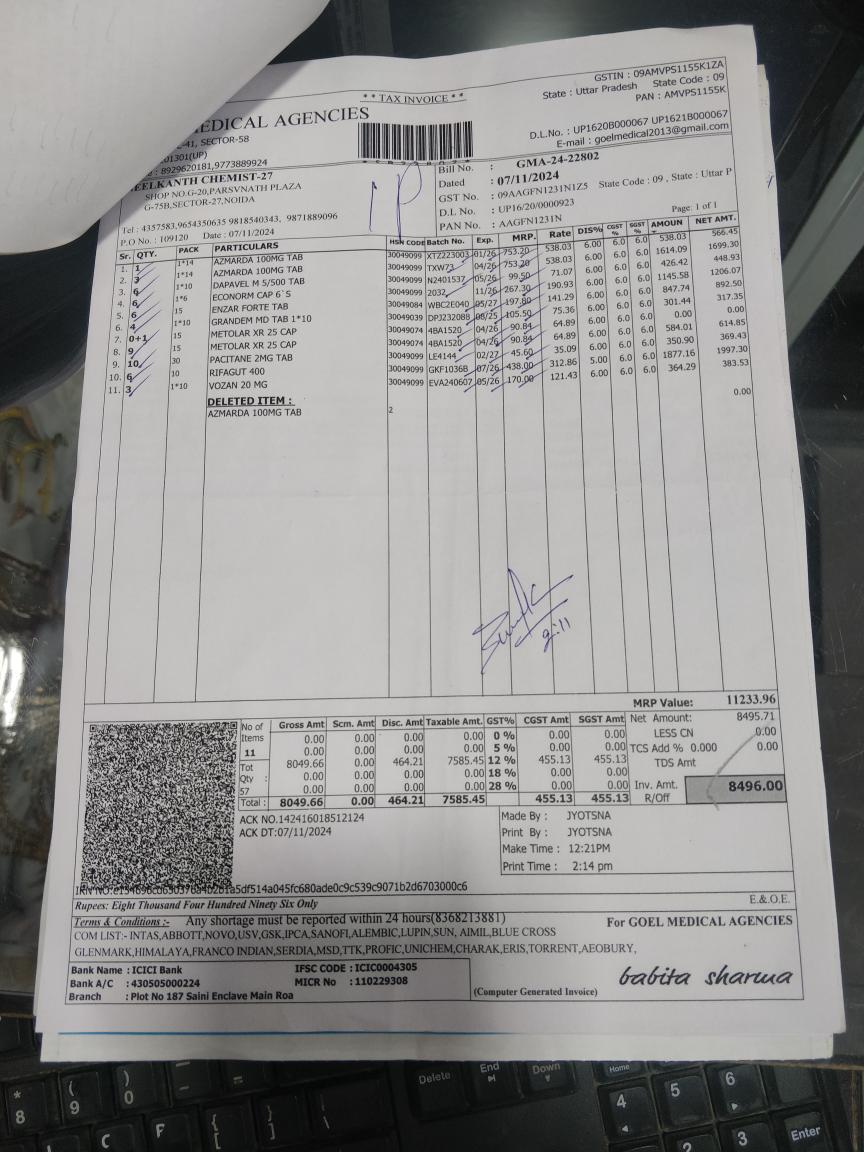 ** TAX INVOICE **
GSTIN : 09AMVPS1155K1ZA
State : Uttar Pradesh State Code : 09
PAN : AMVPS1155K
MEDICAL AGENCIES
-41, SECTOR-58
01301(UP)
: 8929620181,9773889924
D.L.No. : UP1620B000067 UP1621B000067
E-mail : goelmedical2013@gmail.com
EELKANTH CHEMIST-27
SHOP NO.G-20,PARSVNATH PLAZA
G-75B,SECTOR-27,NOIDA
Tel : 4357583,9654350635 9818540343, 9871889096
P.O No. : 109120 Date : 07/11/2024
Bill No. : GMA-24-22802
Dated : 07/11/2024
GST No. : 09AAGFN1231N1Z5 State Code : 09 , State : Uttar P
D.L. No. : UP16/20/0000923
PAN No. : AAGFN1231N Page: 1 of 1
Sr. QTY. PACK PARTICULARS HSN CODE Batch No. Exp. MRP. Rate DIS% CGST % SGST % AMOUN NET AMT.
1. 1 1*14 AZMARDA 100MG TAB 30049099 XTZ223003 01/26 753.20 538.03 6.00 6.0 6.0 538.03 566.45
2. 3 1*14 AZMARDA 100MG TAB 30049099 TXW73 04/26 753.20 538.03 6.00 6.0 6.0 1614.09 1699.30
3. 6 1*10 DAPAVEL M 5/500 TAB 30049099 N2401537 05/26 99.50 71.07 6.00 6.0 6.0 426.42 448.93
4. 6 1*6 ECONORM CAP 6`S 30049099 2032 11/26 267.30 190.93 6.00 6.0 6.0 1145.58 1206.07
5. 6 15 ENZAR FORTE TAB 30049084 WBC2E040 05/27 197.80 141.29 6.00 6.0 6.0 847.74 892.50
6. 4 1*10 GRANDEM MD TAB 1*10 30049039 DPJ232088 08/25 105.50 75.36 6.00 6.0 6.0 301.44 317.35
7. 0+1 15 METOLAR XR 25 CAP 30049074 4BA1520 04/26 90.84 64.89 6.00 6.0 6.0 0.00 0.00
8. 9 15 METOLAR XR 25 CAP 30049074 4BA1520 04/26 90.84 64.89 6.00 6.0 6.0 584.01 614.85
9. 10 30 PACITANE 2MG TAB 30049099 LE4144 02/27 45.60 35.09 6.00 6.0 6.0 350.90 369.43
10. 6 10 RIFAGUT 400 30049099 GKF1036B 07/26 438.00 312.86 5.00 6.0 6.0 1877.16 1997.30
11. 3 1*10 VOZAN 20 MG 30049099 EVA240607 05/26 170.00 121.43 6.00 6.0 6.0 364.29 383.53
DELETED ITEM :
AZMARDA 100MG TAB 2 0.00
MRP Value: 11233.96
No of Items Gross Amt Scm. Amt Disc. Amt Taxable Amt. GST% CGST Amt SGST Amt
0.00 0.00 0.00 0.00 0 % 0.00 0.00
11 0.00 0.00 0.00 0.00 5 % 0.00 0.00
Tot 8049.66 0.00 464.21 7585.45 12 % 455.13 455.13
Qty : 0.00 0.00 0.00 0.00 18 % 0.00 0.00
57 0.00 0.00 0.00 0.00 28 % 0.00 0.00
Total : 8049.66 0.00 464.21 7585.45 455.13 455.13
Net Amount: 8495.71
LESS CN 0.00
TCS Add % 0.000 0.00
TDS Amt
Inv. Amt. 8496.00
R/Off
ACK NO.142416018512124
ACK DT:07/11/2024
Made By : JYOTSNA
Print By : JYOTSNA
Make Time : 12:21PM
Print Time : 2:14 pm
Rupees: Eight Thousand Four Hundred Ninety Six Only
E.&O.E.
Terms & Conditions :- Any shortage must be reported within 24 hours(8368213881)
COM LIST:- INTAS,ABBOTT,NOVO,USV,GSK,IPCA,SANOFI,ALEMBIC,LUPIN,SUN, AIMIL,BLUE CROSS
GLENMARK,HIMALAYA,FRANCO INDIAN,SERDIA,MSD,TTK,PROFIC,UNICHEM,CHARAK,ERIS,TORRENT,AEOBURY,
For GOEL MEDICAL AGENCIES
Bank Name : ICICI Bank IFSC CODE : ICIC0004305
Bank A/C : 430505000224 MICR No : 110229308
Branch : Plot No 187 Saini Enclave Main Roa
(Computer Generated Invoice)
babita sharma
* 8
( 9
) 0
Delete
End
Down
Home
4
5
6
2
3
Enter
C
F